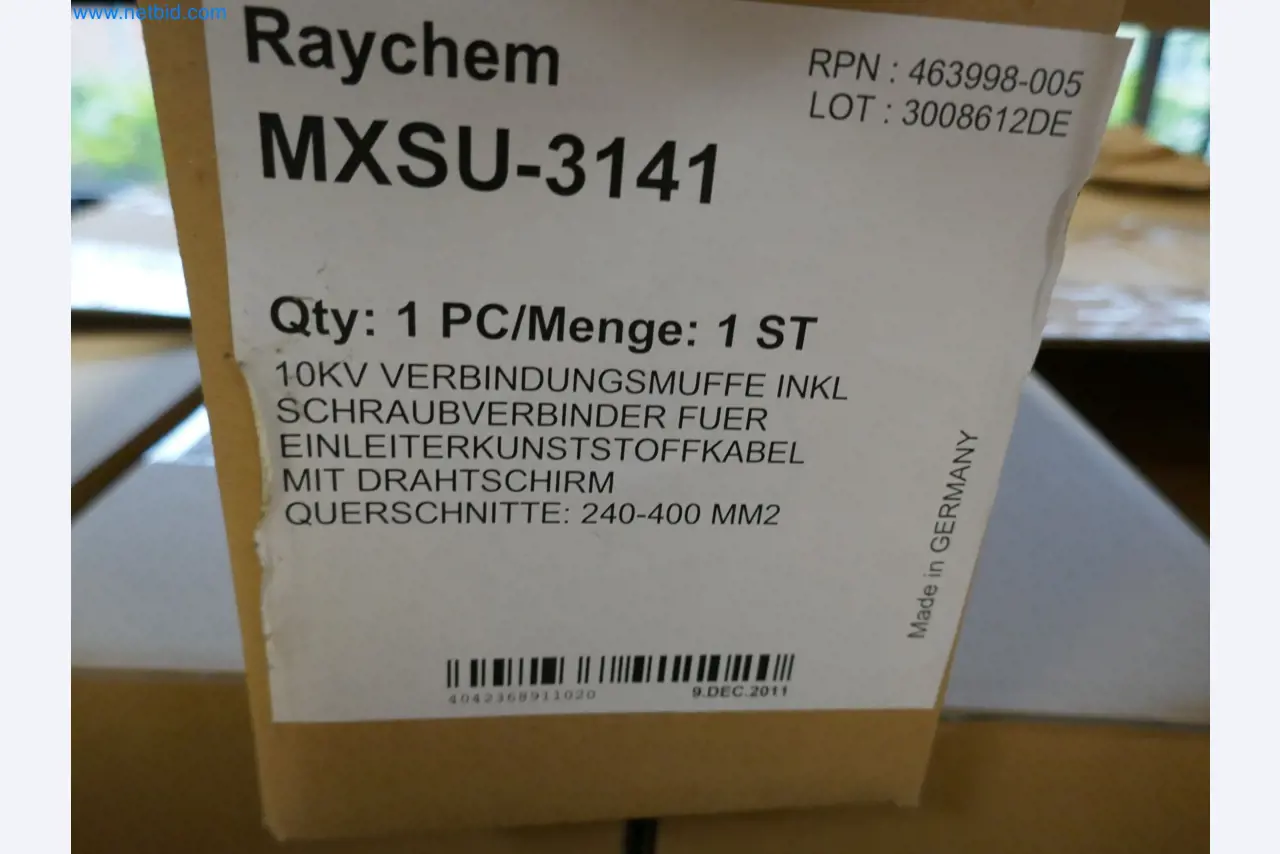 www.netbid.com
Raychem
RPN : 463998-005
LOT : 3008612DE
MXSU-3141
Qty: 1 PC/Menge: 1 ST
10KV VERBINDUNGSMUFFE INKL
SCHRAUBVERBINDER FUER
EINLEITERKUNSTSTOFFKABEL
MIT DRAHTSCHIRM
QUERSCHNITTE: 240-400 MM2
Made in GERMANY
4042368911020
9.DEC.2011